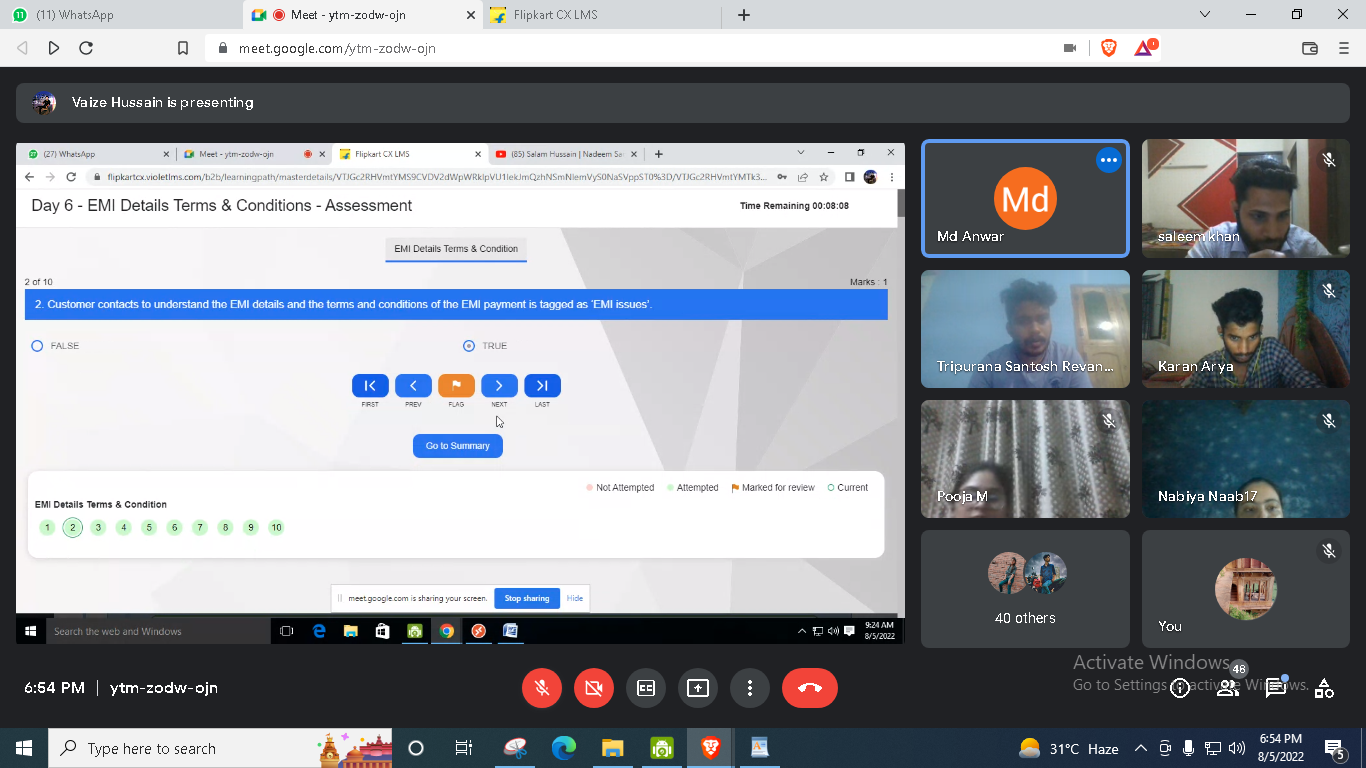 (11) WhatsApp
Meet - ytm-zodw-ojn
Flipkart CX LMS
meet.google.com/ytm-zodw-ojn
Vaize Hussain is presenting
(27) WhatsApp
Meet - ytm-zodw-ojn
Flipkart CX LMS
(85) Salam Hussain | Nadeem Sa
Day 6 - EMI Details Terms & Conditions - Assessment
Time Remaining 00:08:08
EMI Details Terms & Condition
2 of 10
Marks : 1
2. Customer contacts to understand the EMI details and the terms and conditions of the EMI payment is tagged as 'EMI issues'.
FALSE
TRUE
FIRST
PREV
FLAG
NEXT
LAST
Go to Summary
Not Attempted
Attempted
Marked for review
Current
EMI Details Terms & Condition
1 2 3 4 5 6 7 8 9 10
meet.google.com is sharing your screen.
Stop sharing
Hide
Search the web and Windows
9:24 AM
8/5/2022
Md
Md Anwar
saleem khan
Tripurana Santosh Revan...
Karan Arya
Pooja M
Nabiya Naab17
40 others
You
Activate Windows
Go to Settings to activate Windows.
48
6:54 PM | ytm-zodw-ojn
Type here to search
31°C Haze
6:54 PM
8/5/2022
5